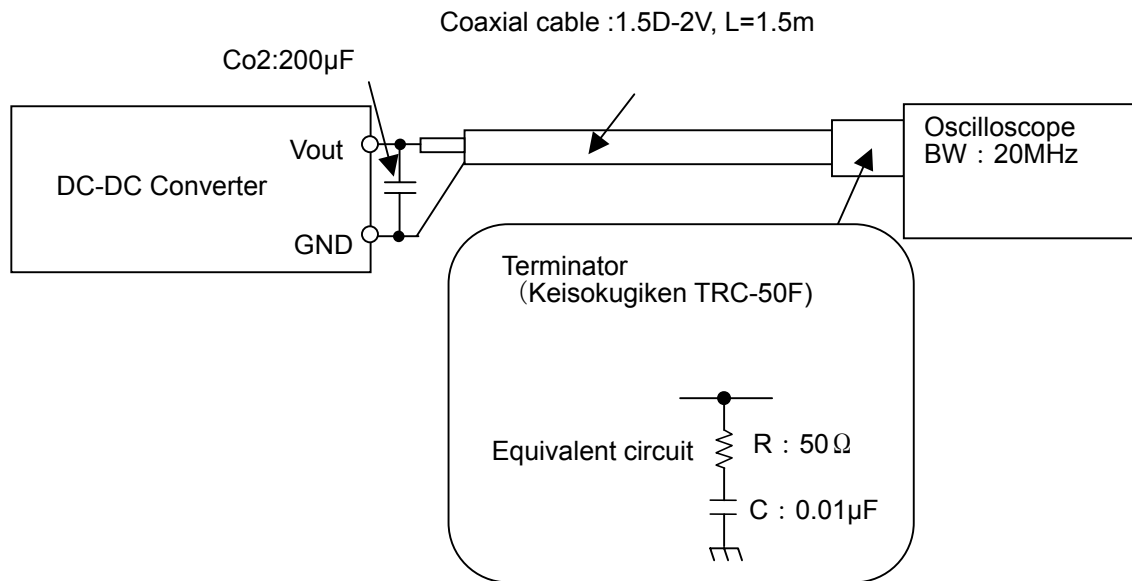 Coaxial cable :1.5D-2V, L=1.5m
Co2:200µF
Vout
DC-DC Converter
GND
Oscilloscope
BW : 20MHz
Terminator
（Keisokugiken TRC-50F)
Equivalent circuit
R : 50Ω
C : 0.01µF